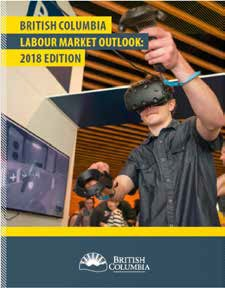 BRITISH COLUMBIA
LABOUR MARKET OUTLOOK:
2018 EDITION
BRITISH
COLUMBIA